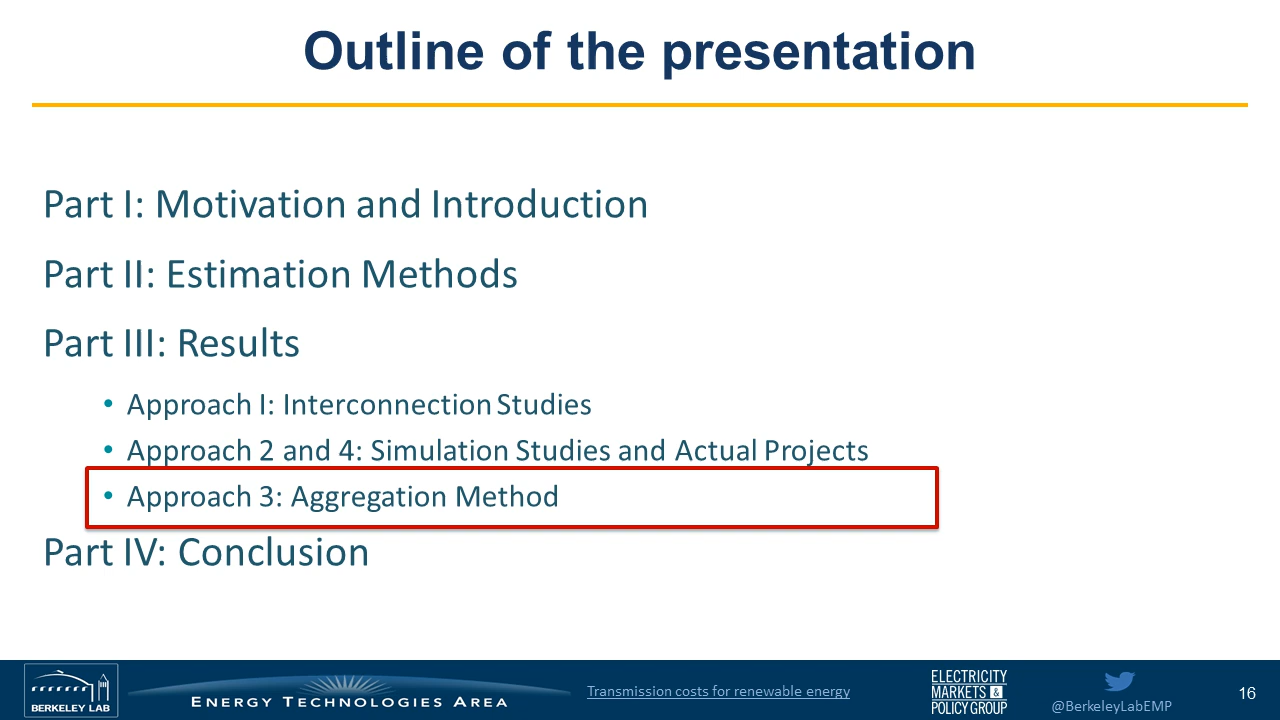 Outline of the presentation
Part I: Motivation and Introduction
Part II: Estimation Methods
Part III: Results
• Approach I: Interconnection Studies
• Approach 2 and 4: Simulation Studies and Actual Projects
• Approach 3: Aggregation Method
Part IV: Conclusion
BERKELEY LAB
ENERGY TECHNOLOGIES AREA
Transmission costs for renewable energy
ELECTRICITY
MARKETS &
POLICY GROUP
@BerkeleyLabEMP
16